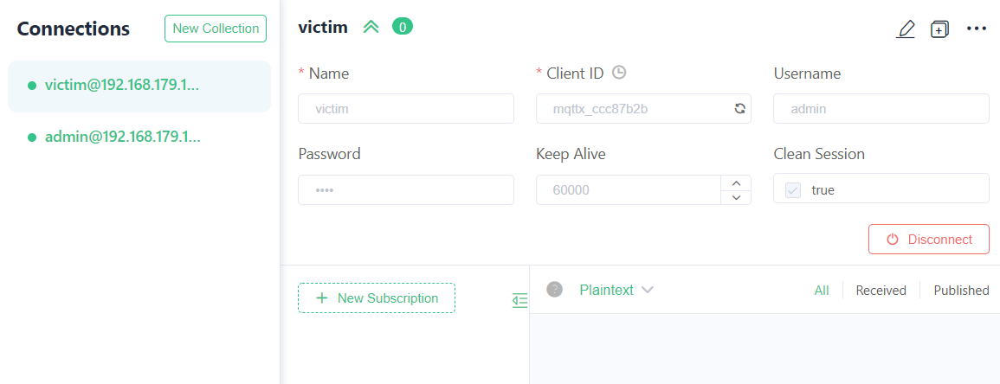 Connections
New Collection
victim@192.168.179.1...
admin@192.168.179.1...
victim 0
* Name
* Client ID
Username
victim
mqttx_ccc87b2b
admin
Password
Keep Alive
Clean Session
••••
60000
true
Disconnect
+ New Subscription
? Plaintext
All
Received
Published